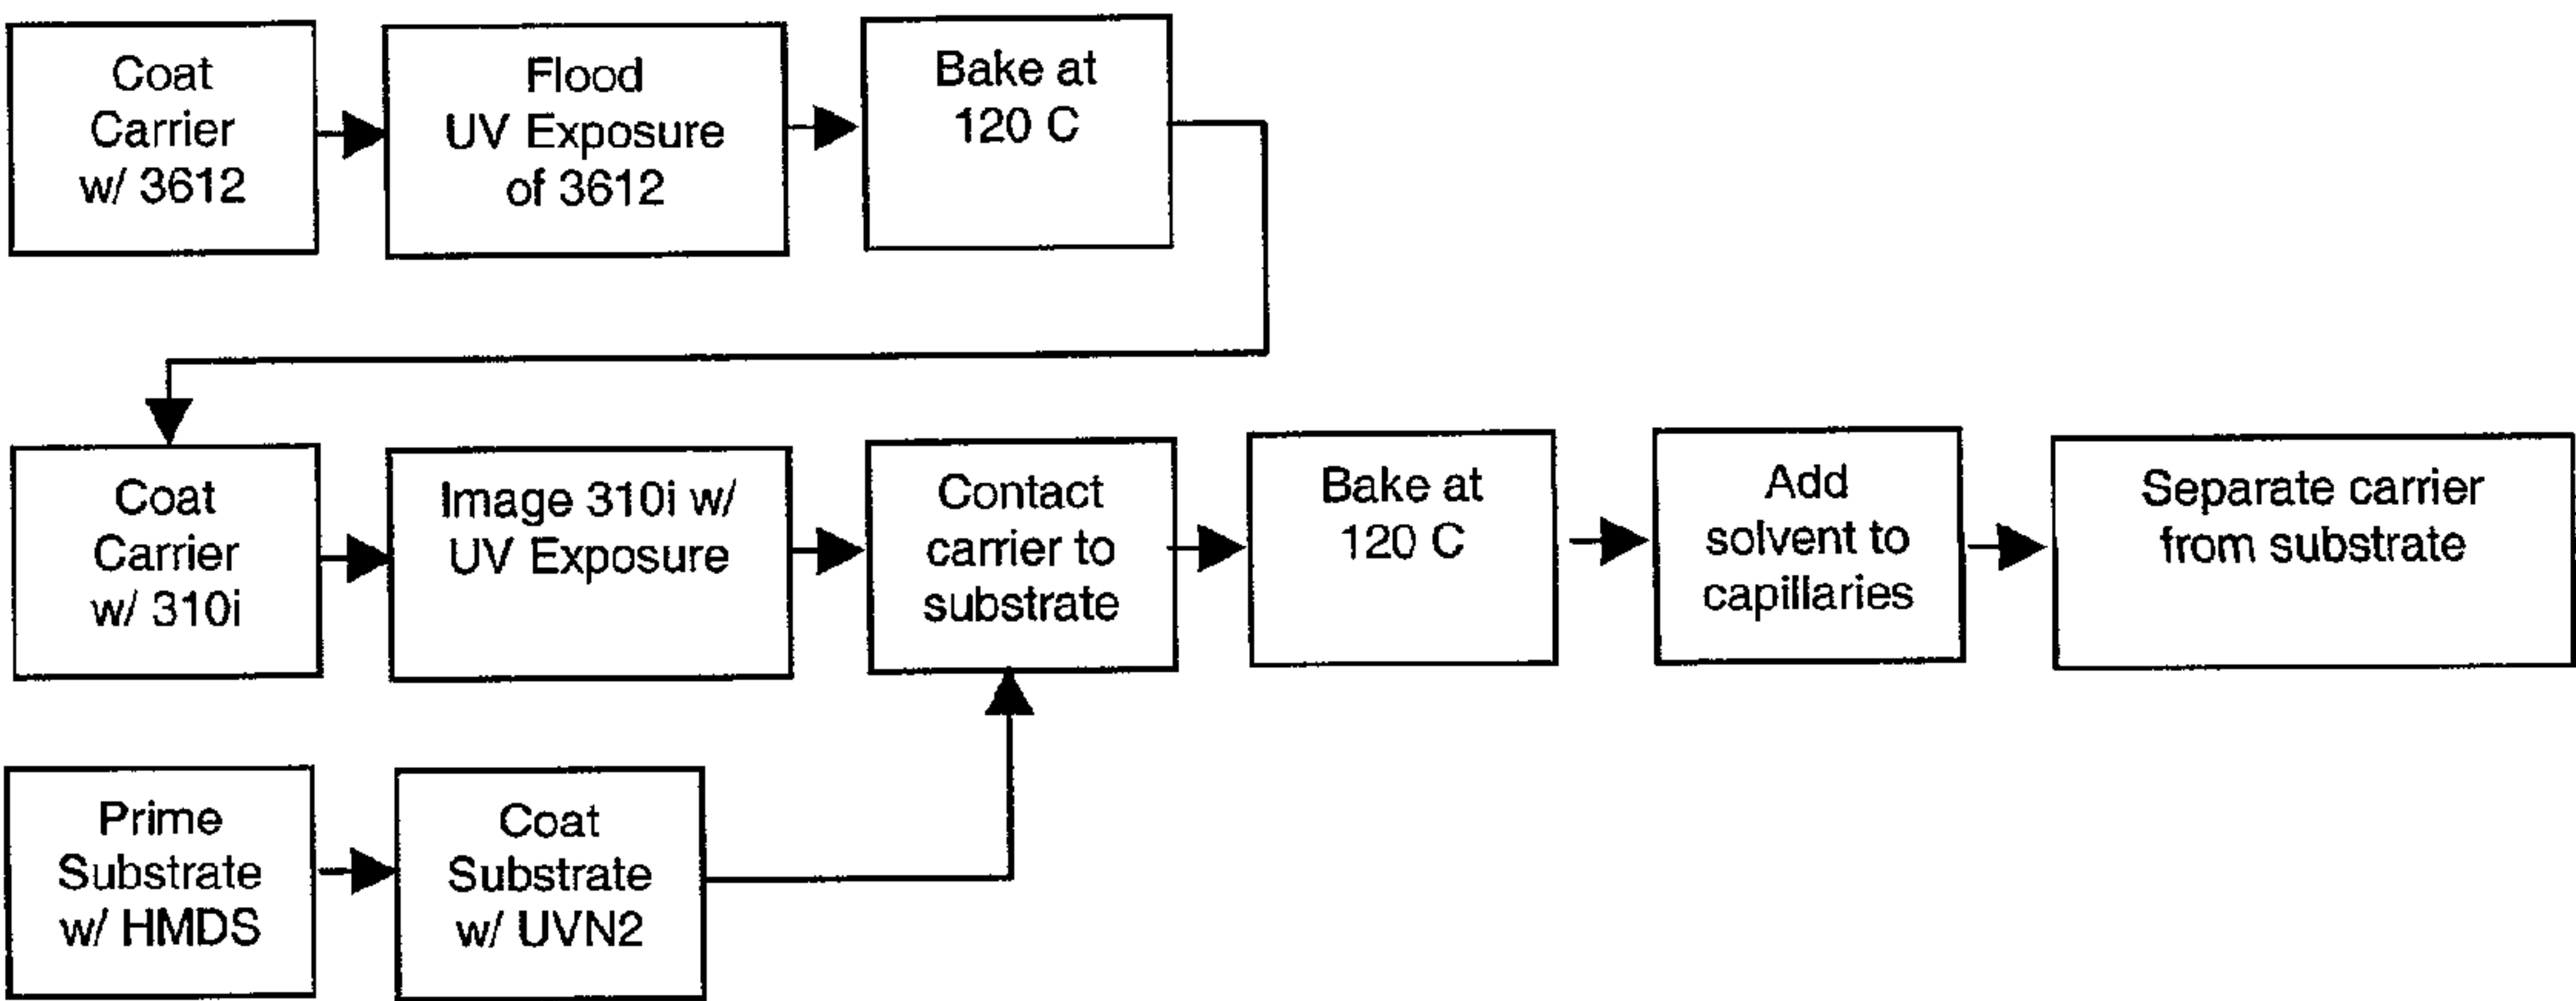 Coat
Carrier
w/ 3612
Flood
UV Exposure
of 3612
Bake at
120 C
Coat
Carrier
w/ 310i
Image 310i w/
UV Exposure
Contact
carrier to
substrate
Bake at
120 C
Add
solvent to
capillaries
Separate carrier
from substrate
Prime
Substrate
w/ HMDS
Coat
Substrate
w/ UVN2